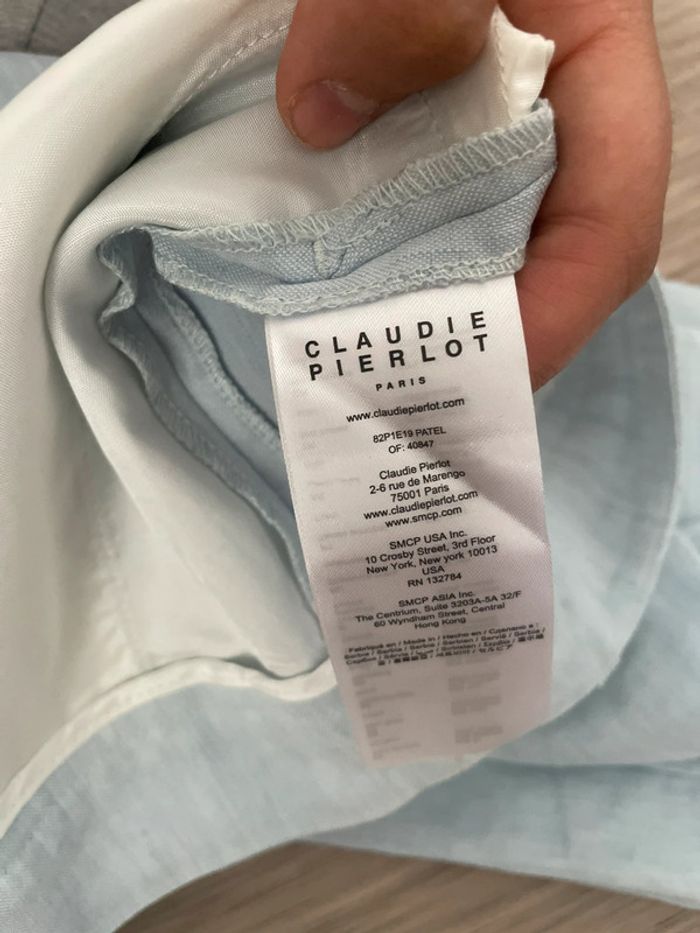 CLAUDIE
PIERLOT
PARIS
www.claudiepierlot.com
82P1E19 PATEL
OF: 40847
Claudie Pierlot
2-6 rue de Marengo
75001 Paris
www.claudiepierlot.com
www.smcp.com
SMCP USA Inc.
10 Crosby Street, 3rd Floor
New York, New york 10013
USA
RN 132784
SMCP ASIA Inc.
The Centrium, Suite 3203A-5A 32/F
60 Wyndham Street, Central
Hong Kong
Fabriqué en / Made in / Hecho en /
Serbie / Serbia / Serbien / Servië / Serbia /